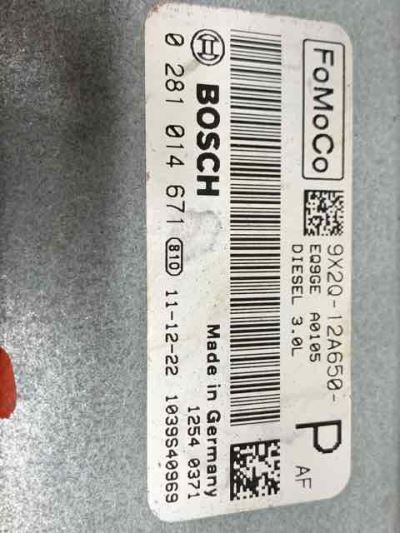 FoMoCo
9X2Q-12A650-
P
AF
EQ9GE A0105
DIESEL 3.0L
BOSCH
Made in Germany
1254 0371
0 281 014 671 810 11-12-22 1039S40969